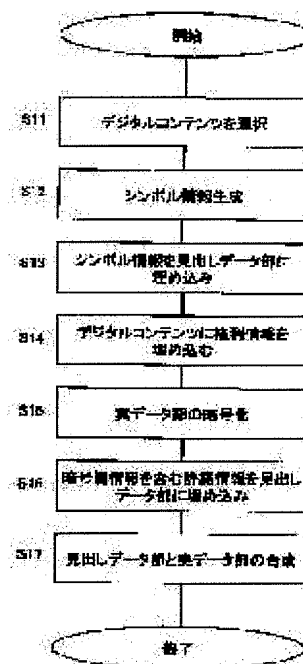 開始
S11
デジタルコンテンツを選択
S12
シンボル情報生成
S13
シンボル情報を見出しデータ部に
埋め込み
S14
デジタルコンテンツに権利情報を
埋め込む
S15
実データ部の暗号化
S16
暗号鍵情報を含む許諾情報を見出し
データ部に埋め込み
S17
見出しデータ部と実データ部の合成
終了